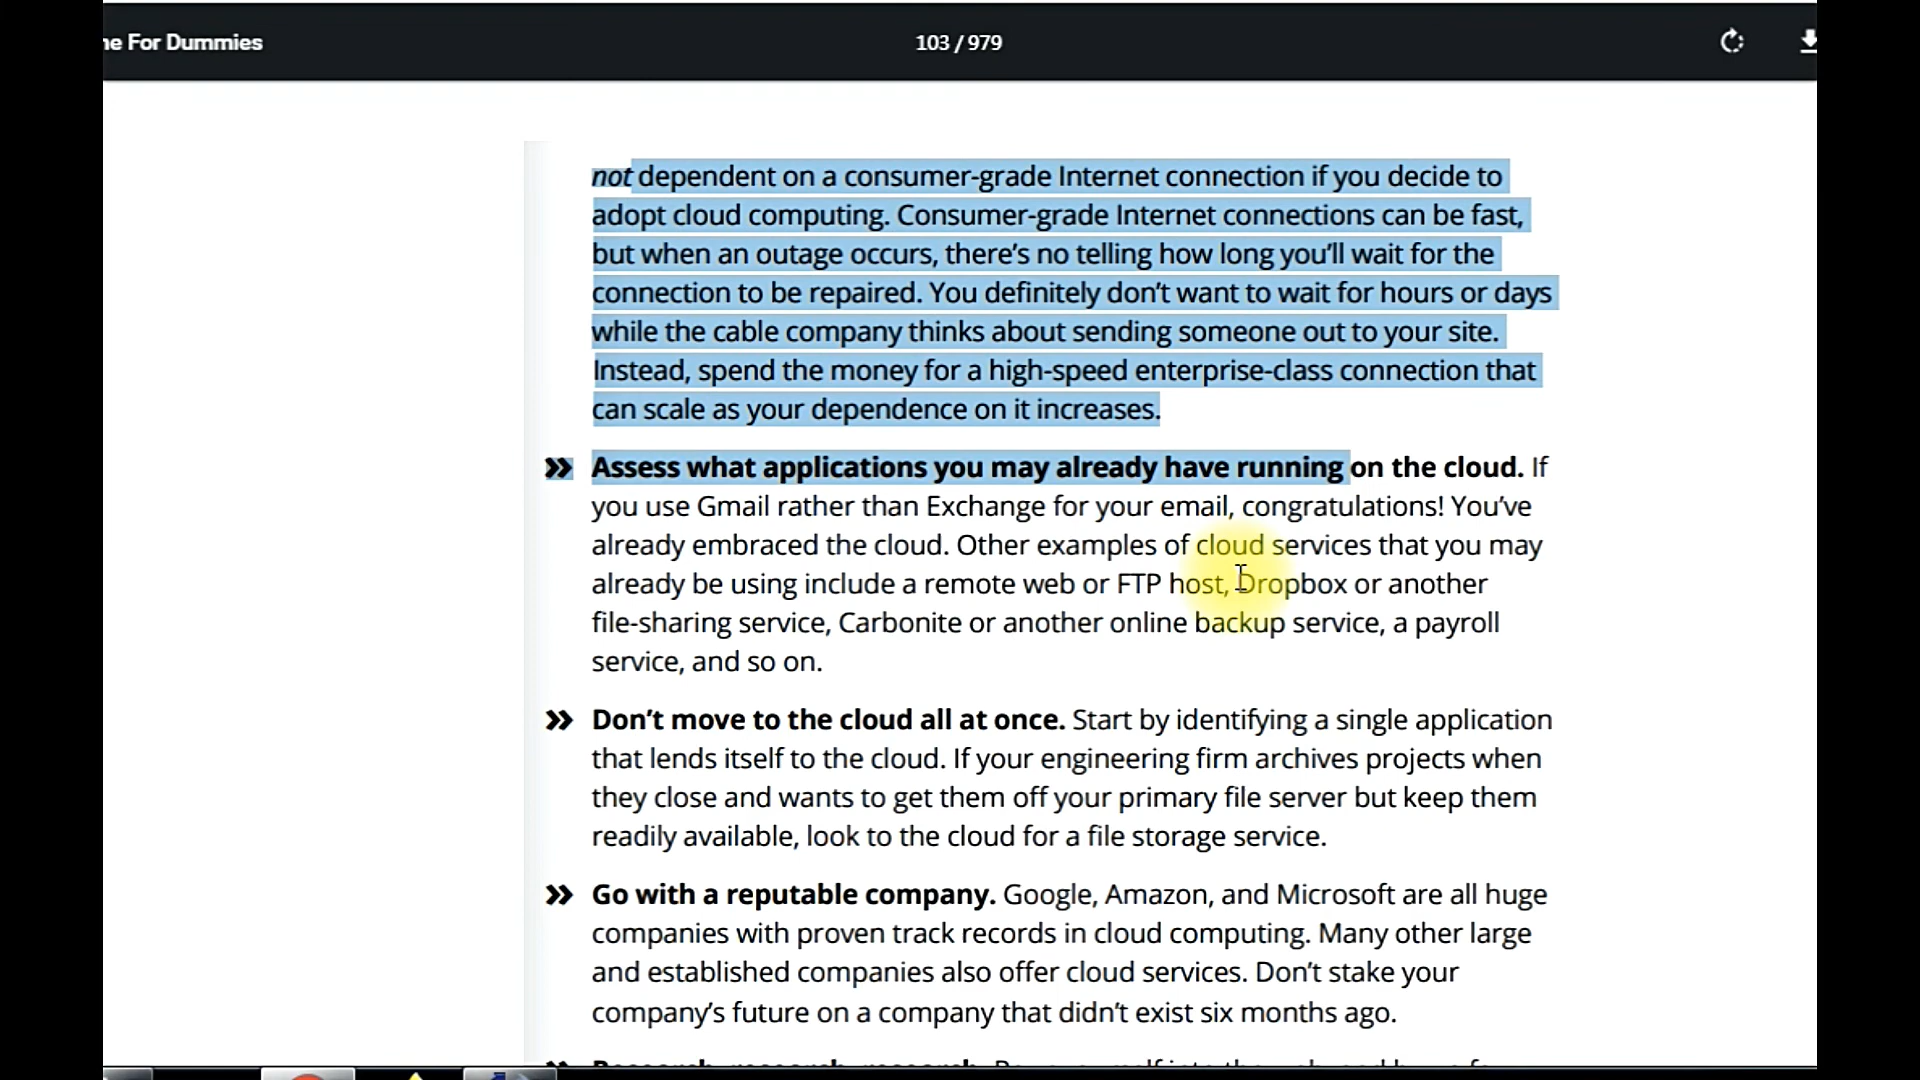 ne For Dummies
103 / 979
not dependent on a consumer-grade Internet connection if you decide to
adopt cloud computing. Consumer-grade Internet connections can be fast,
but when an outage occurs, there’s no telling how long you’ll wait for the
connection to be repaired. You definitely don’t want to wait for hours or days
while the cable company thinks about sending someone out to your site.
Instead, spend the money for a high-speed enterprise-class connection that
can scale as your dependence on it increases.
» Assess what applications you may already have running on the cloud. If
you use Gmail rather than Exchange for your email, congratulations! You’ve
already embraced the cloud. Other examples of cloud services that you may
already be using include a remote web or FTP host, Dropbox or another
file-sharing service, Carbonite or another online backup service, a payroll
service, and so on.
» Don’t move to the cloud all at once. Start by identifying a single application
that lends itself to the cloud. If your engineering firm archives projects when
they close and wants to get them off your primary file server but keep them
readily available, look to the cloud for a file storage service.
» Go with a reputable company. Google, Amazon, and Microsoft are all huge
companies with proven track records in cloud computing. Many other large
and established companies also offer cloud services. Don’t stake your
company’s future on a company that didn’t exist six months ago.